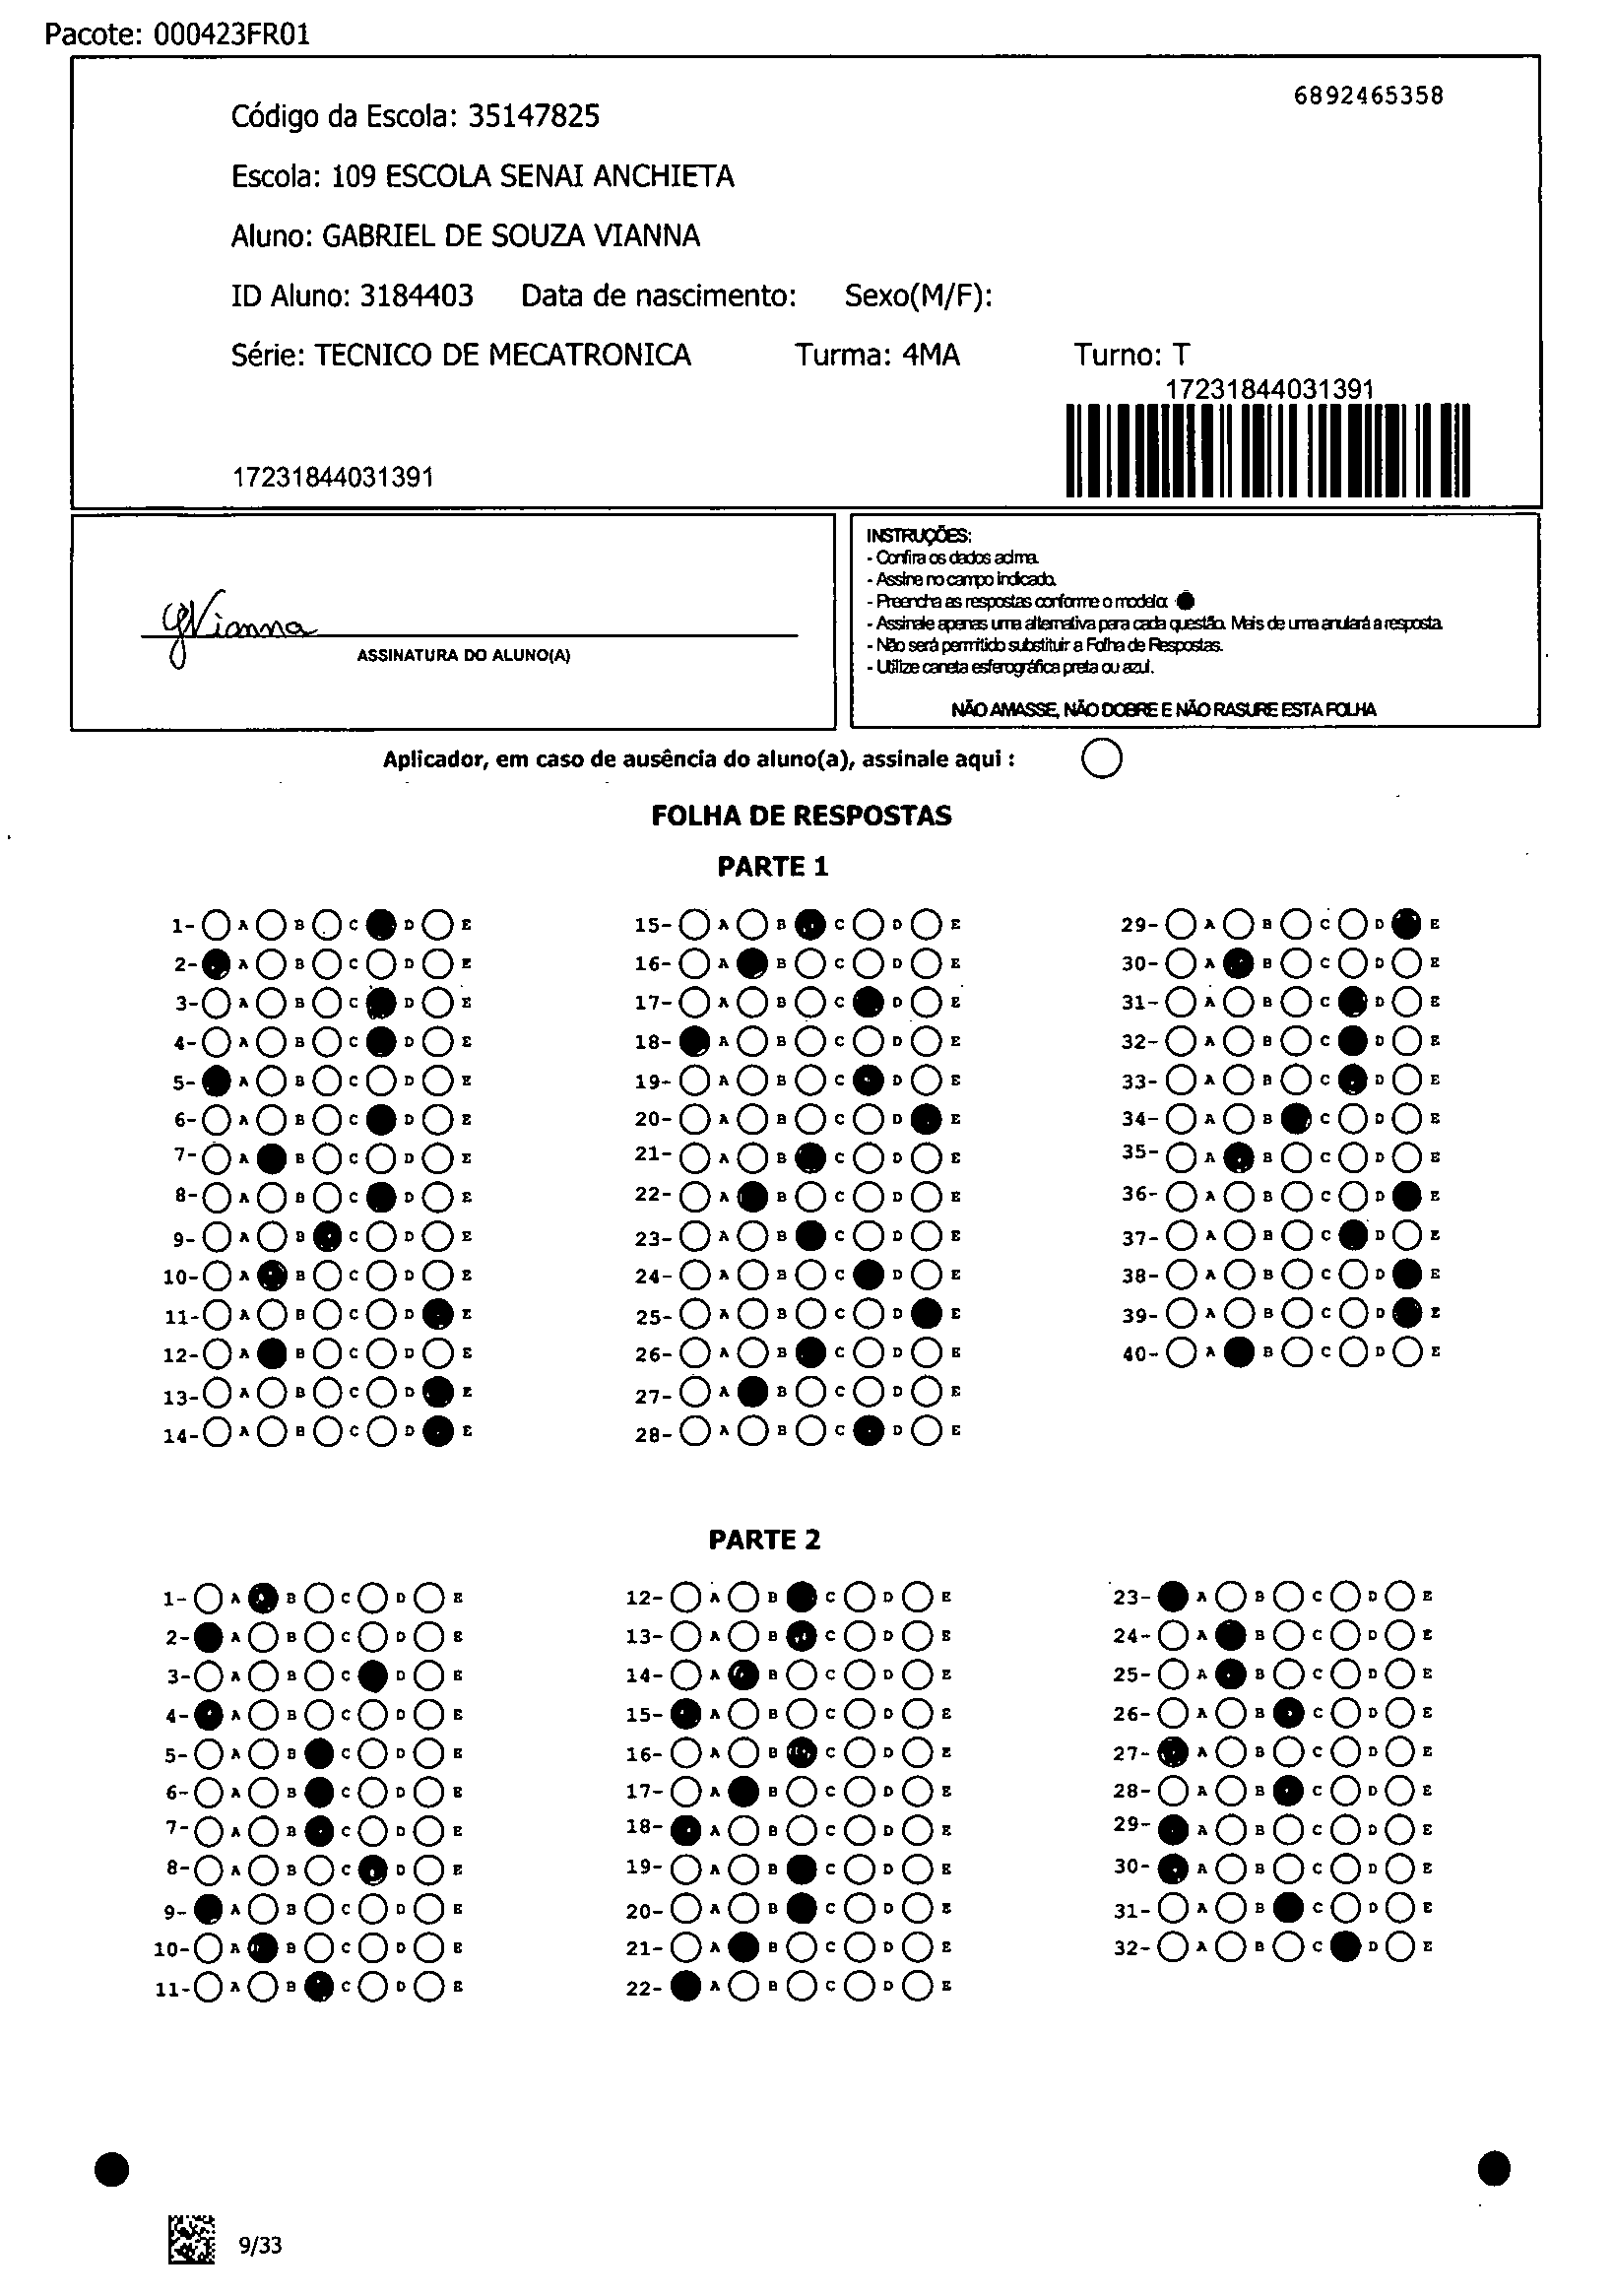 Pacote: 000423FR01
6892465358
Código da Escola: 35147825
Escola: 109 ESCOLA SENAI ANCHIETA
Aluno: GABRIEL DE SOUZA VIANNA
ID Aluno: 3184403 Data de nascimento: Sexo(M/F):
Série: TECNICO DE MECATRONICA Turma: 4MA Turno: T
17231844031391
17231844031391
GVianna
ASSINATURA DO ALUNO(A)
INSTRUÇÕES:
- Confira os dados acima.
- Assine no campo indicado.
- Preencha as respostas conforme o modelo:
- Assinale apenas uma alternativa para cada questão. Mais de uma anulará a resposta.
- Não será permitido substituir a Folha de Respostas.
- Utilize caneta esferográfica preta ou azul.
NÃO AMASSE, NÃO DOBRE E NÃO RASURE ESTA FOLHA
Aplicador, em caso de ausência do aluno(a), assinale aqui :
FOLHA DE RESPOSTAS
PARTE 1
1- A B C D E 15- A B C D E 29- A B C D E
2- A B C D E 16- A B C D E 30- A B C D E
3- A B C D E 17- A B C D E 31- A B C D E
4- A B C D E 18- A B C D E 32- A B C D E
5- A B C D E 19- A B C D E 33- A B C D E
6- A B C D E 20- A B C D E 34- A B C D E
7- A B C D E 21- A B C D E 35- A B C D E
8- A B C D E 22- A B C D E 36- A B C D E
9- A B C D E 23- A B C D E 37- A B C D E
10- A B C D E 24- A B C D E 38- A B C D E
11- A B C D E 25- A B C D E 39- A B C D E
12- A B C D E 26- A B C D E 40- A B C D E
13- A B C D E 27- A B C D E
14- A B C D E 28- A B C D E
PARTE 2
1- A B C D E 12- A B C D E 23- A B C D E
2- A B C D E 13- A B C D E 24- A B C D E
3- A B C D E 14- A B C D E 25- A B C D E
4- A B C D E 15- A B C D E 26- A B C D E
5- A B C D E 16- A B C D E 27- A B C D E
6- A B C D E 17- A B C D E 28- A B C D E
7- A B C D E 18- A B C D E 29- A B C D E
8- A B C D E 19- A B C D E 30- A B C D E
9- A B C D E 20- A B C D E 31- A B C D E
10- A B C D E 21- A B C D E 32- A B C D E
11- A B C D E 22- A B C D E
9/33